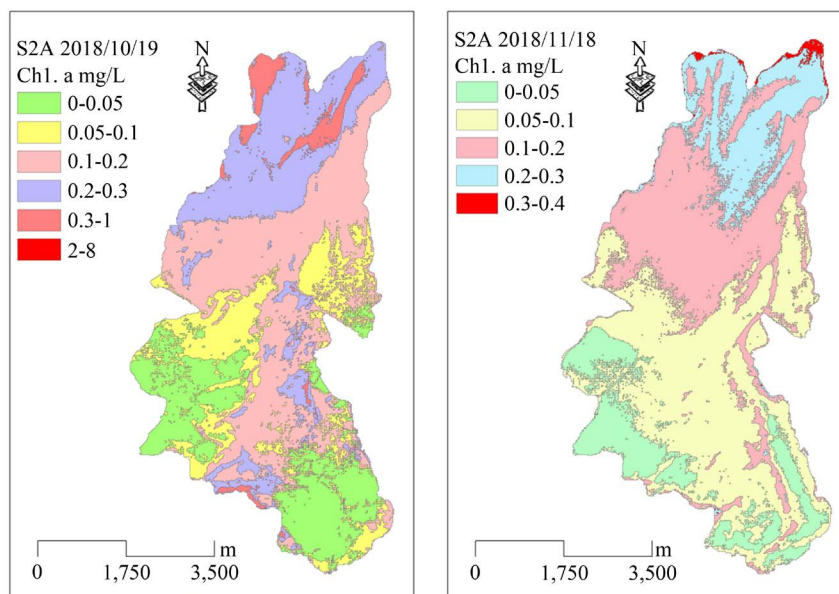 S2A 2018/10/19
N
Ch1. a mg/L
0-0.05
0.05-0.1
0.1-0.2
0.2-0.3
0.3-1
2-8
m
0 1,750 3,500
S2A 2018/11/18
N
Ch1. a mg/L
0-0.05
0.05-0.1
0.1-0.2
0.2-0.3
0.3-0.4
m
0 1,750 3,500